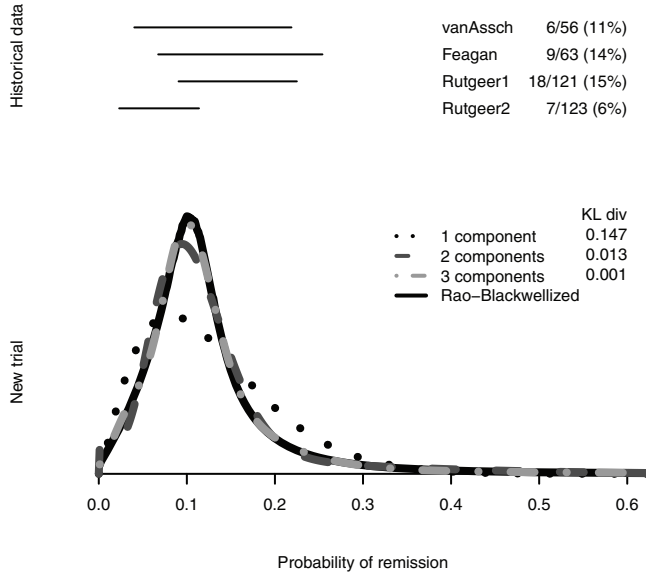 Historical data
vanAssch 6/56 (11%)
Feagan 9/63 (14%)
Rutgeer1 18/121 (15%)
Rutgeer2 7/123 (6%)
New trial
KL div
1 component 0.147
2 components 0.013
3 components 0.001
Rao−Blackwellized
0.0 0.1 0.2 0.3 0.4 0.5 0.6
Probability of remission